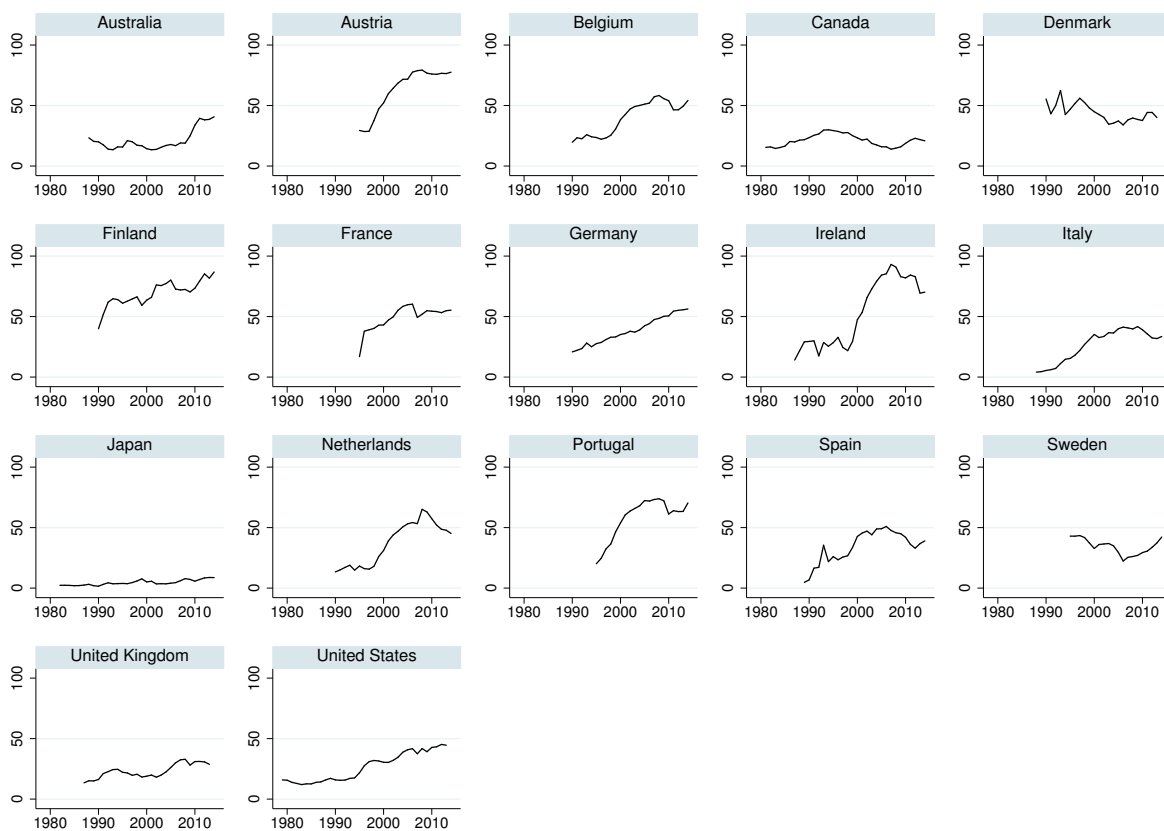 Australia
Austria
Belgium
Canada
Denmark
0 50 100
1980 1990 2000 2010
0 50 100
1980 1990 2000 2010
0 50 100
1980 1990 2000 2010
0 50 100
1980 1990 2000 2010
0 50 100
1980 1990 2000 2010
Finland
France
Germany
Ireland
Italy
0 50 100
1980 1990 2000 2010
0 50 100
1980 1990 2000 2010
0 50 100
1980 1990 2000 2010
0 50 100
1980 1990 2000 2010
0 50 100
1980 1990 2000 2010
Japan
Netherlands
Portugal
Spain
Sweden
0 50 100
1980 1990 2000 2010
0 50 100
1980 1990 2000 2010
0 50 100
1980 1990 2000 2010
0 50 100
1980 1990 2000 2010
0 50 100
1980 1990 2000 2010
United Kingdom
United States
0 50 100
1980 1990 2000 2010
0 50 100
1980 1990 2000 2010